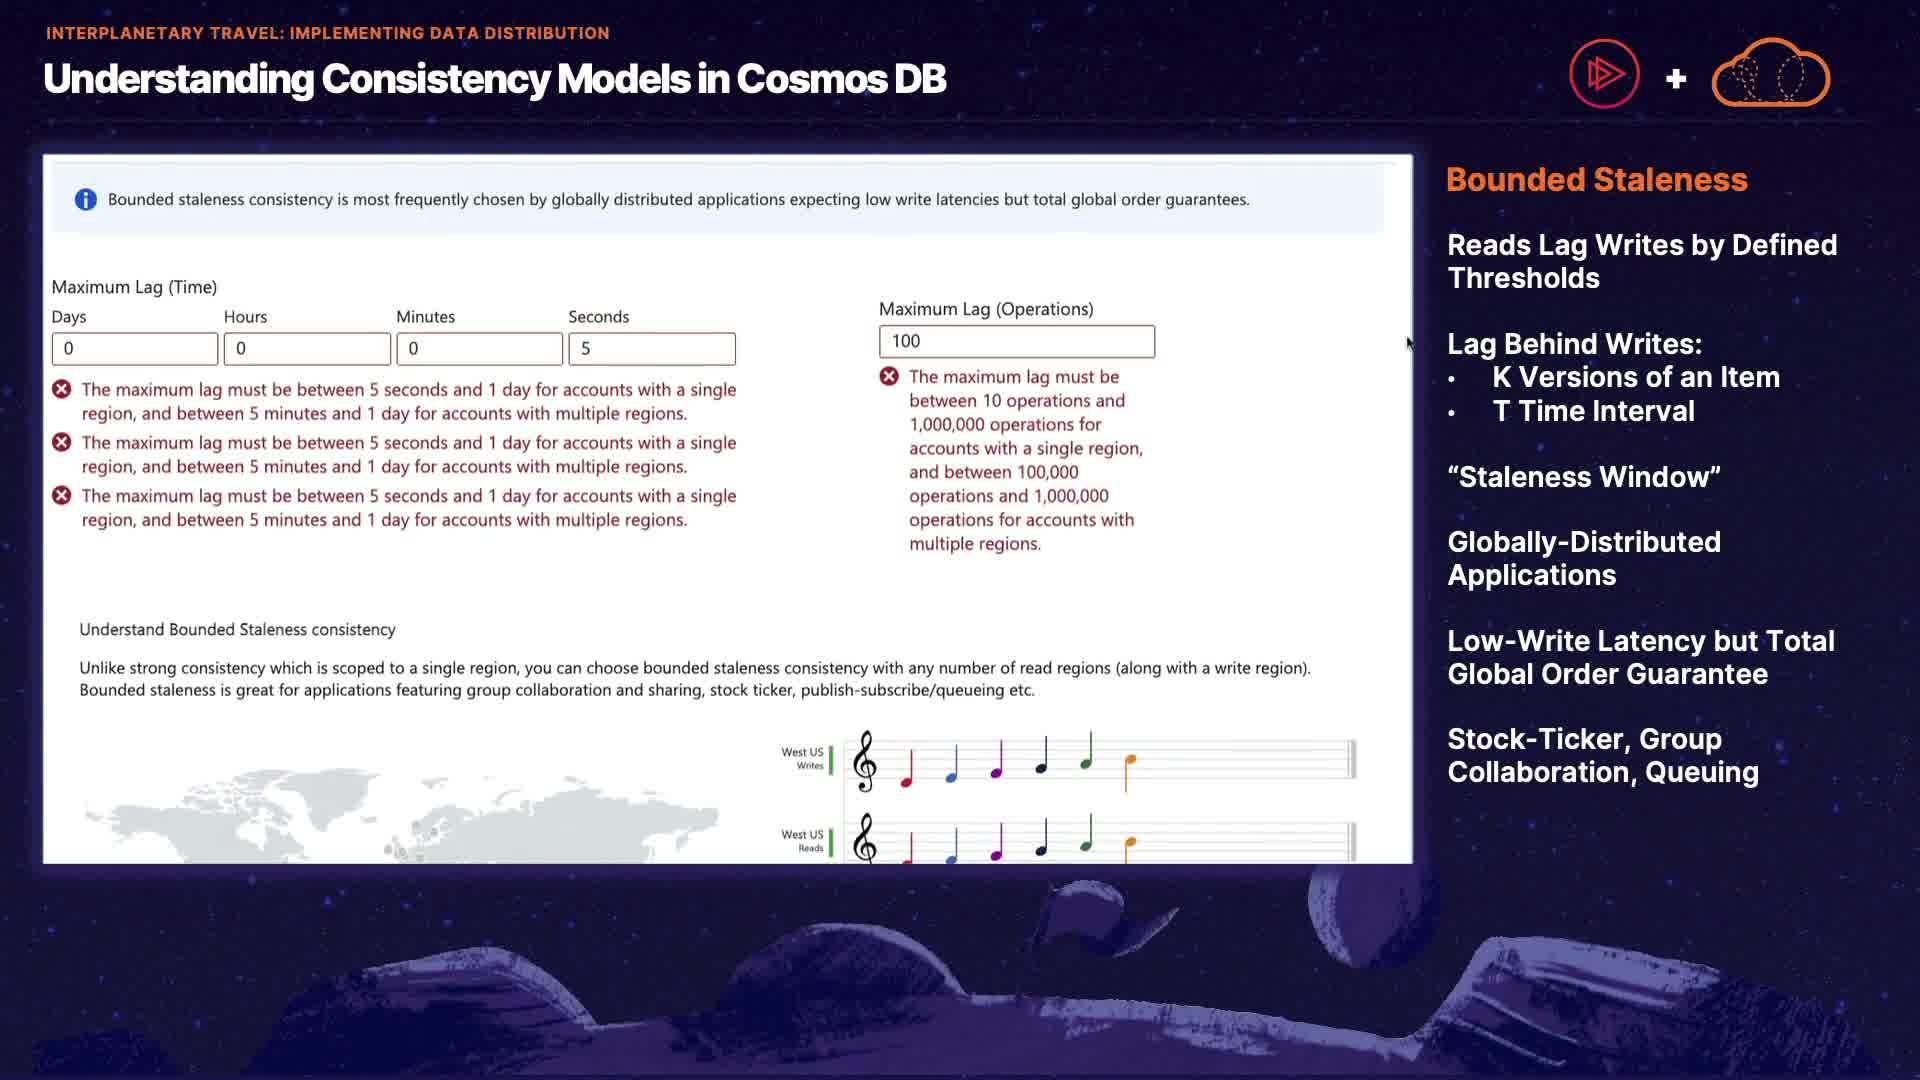 INTERPLANETARY TRAVEL: IMPLEMENTING DATA DISTRIBUTION
Understanding Consistency Models in Cosmos DB
Bounded staleness consistency is most frequently chosen by globally distributed applications expecting low write latencies but total global order guarantees.
Maximum Lag (Time)
Days Hours Minutes Seconds
0 0 0 5
The maximum lag must be between 5 seconds and 1 day for accounts with a single
region, and between 5 minutes and 1 day for accounts with multiple regions.
The maximum lag must be between 5 seconds and 1 day for accounts with a single
region, and between 5 minutes and 1 day for accounts with multiple regions.
The maximum lag must be between 5 seconds and 1 day for accounts with a single
region, and between 5 minutes and 1 day for accounts with multiple regions.
Maximum Lag (Operations)
100
The maximum lag must be
between 10 operations and
1,000,000 operations for
accounts with a single region,
and between 100,000
operations and 1,000,000
operations for accounts with
multiple regions.
Understand Bounded Staleness consistency
Unlike strong consistency which is scoped to a single region, you can choose bounded staleness consistency with any number of read regions (along with a write region).
Bounded staleness is great for applications featuring group collaboration and sharing, stock ticker, publish-subscribe/queueing etc.
West US
Writes
West US
Reads
Bounded Staleness
Reads Lag Writes by Defined
Thresholds
Lag Behind Writes:
• K Versions of an Item
• T Time Interval
“Staleness Window”
Globally-Distributed
Applications
Low-Write Latency but Total
Global Order Guarantee
Stock-Ticker, Group
Collaboration, Queuing